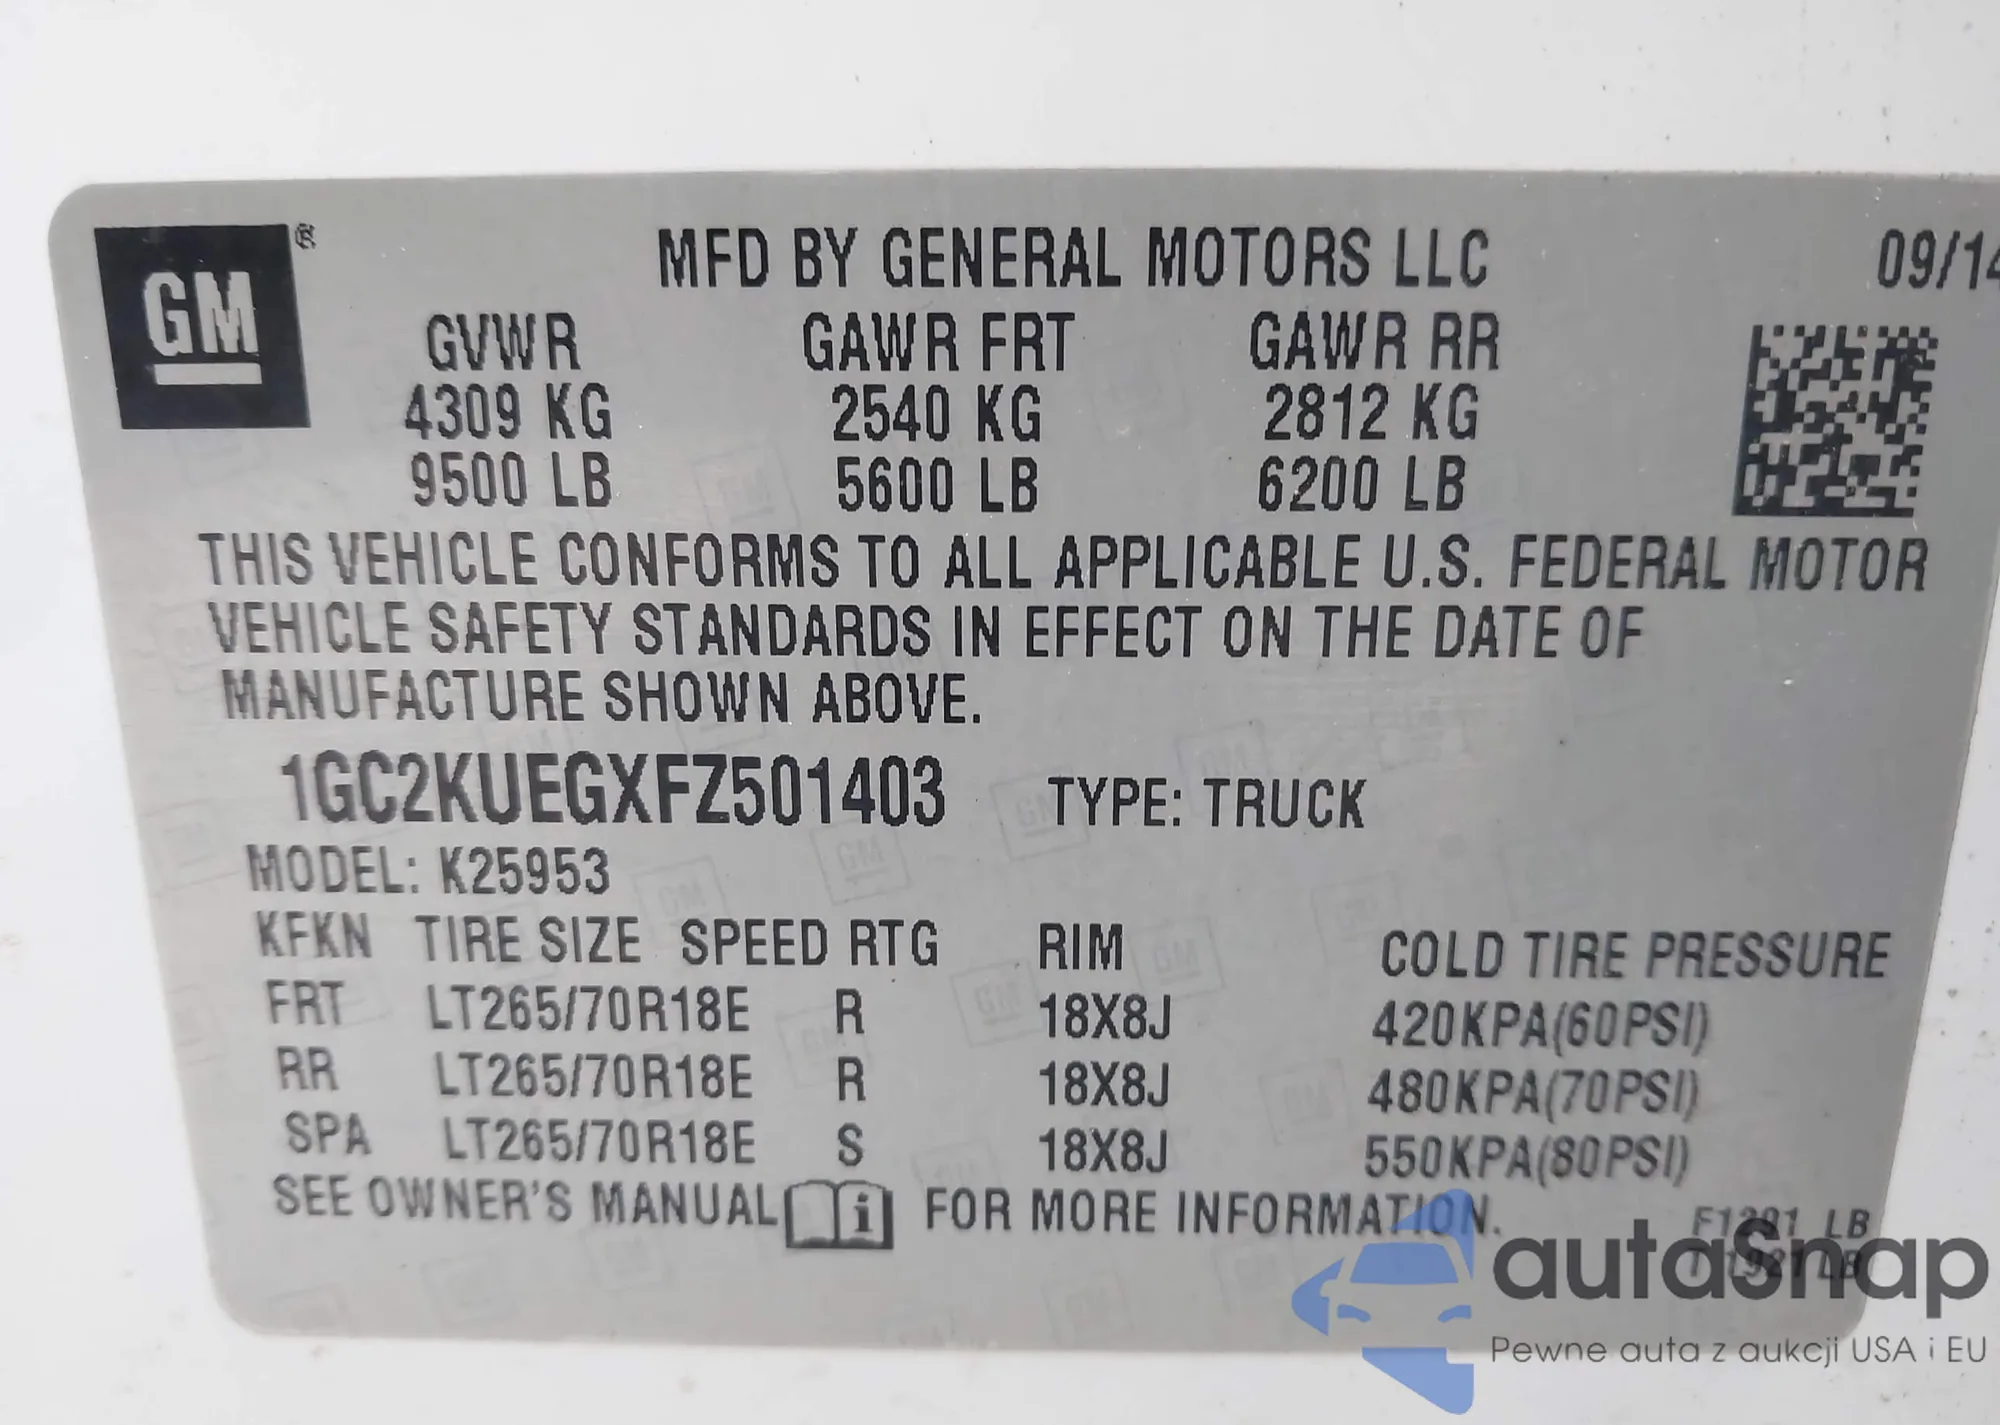 GM ®
MFD BY GENERAL MOTORS LLC 09/14
GVWR GAWR FRT GAWR RR
4309 KG 2540 KG 2812 KG
9500 LB 5600 LB 6200 LB
THIS VEHICLE CONFORMS TO ALL APPLICABLE U.S. FEDERAL MOTOR
VEHICLE SAFETY STANDARDS IN EFFECT ON THE DATE OF
MANUFACTURE SHOWN ABOVE.
1GC2KUEGXFZ501403 TYPE: TRUCK
MODEL: K25953
KFKN TIRE SIZE SPEED RTG RIM COLD TIRE PRESSURE
FRT LT265/70R18E R 18X8J 420KPA(60PSI)
RR LT265/70R18E R 18X8J 480KPA(70PSI)
SPA LT265/70R18E S 18X8J 550KPA(80PSI)
SEE OWNER'S MANUAL i FOR MORE INFORMATION.
LB
LB
autaSnap
Pewne auta z aukcji USA i EU